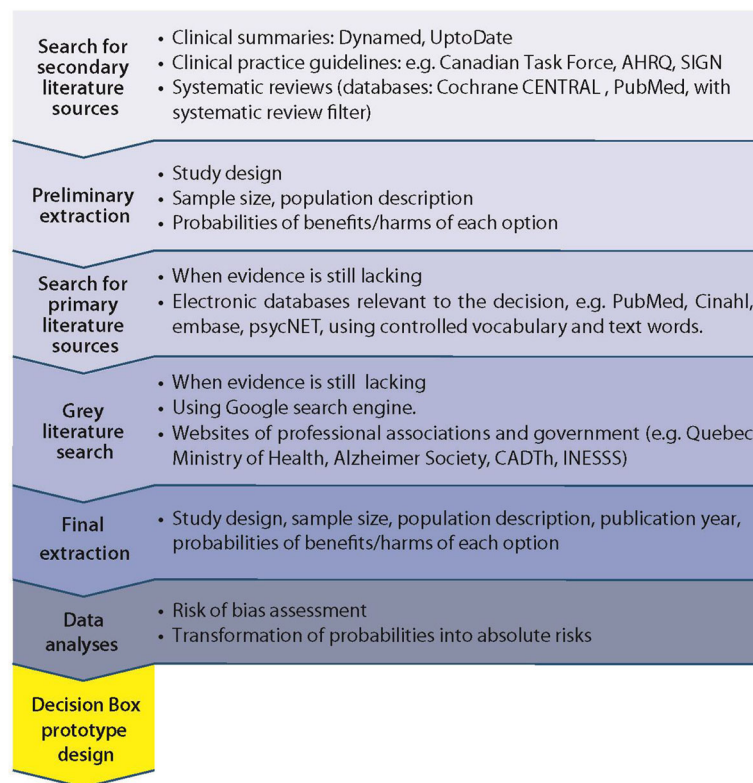 Search for
secondary
literature
sources
• Clinical summaries: Dynamed, UptoDate
• Clinical practice guidelines: e.g. Canadian Task Force, AHRQ, SIGN
• Systematic reviews (databases: Cochrane CENTRAL , PubMed, with
systematic review filter)
Preliminary
extraction
• Study design
• Sample size, population description
• Probabilities of benefits/harms of each option
Search for
primary
literature
sources
• When evidence is still lacking
• Electronic databases relevant to the decision, e.g. PubMed, Cinahl,
embase, psycNET, using controlled vocabulary and text words.
Grey
literature
search
• When evidence is still lacking
• Using Google search engine.
• Websites of professional associations and government (e.g. Quebec
Ministry of Health, Alzheimer Society, CADTh, INESSS)
Final
extraction
• Study design, sample size, population description, publication year,
probabilities of benefits/harms of each option
Data
analyses
• Risk of bias assessment
• Transformation of probabilities into absolute risks
Decision Box
prototype
design